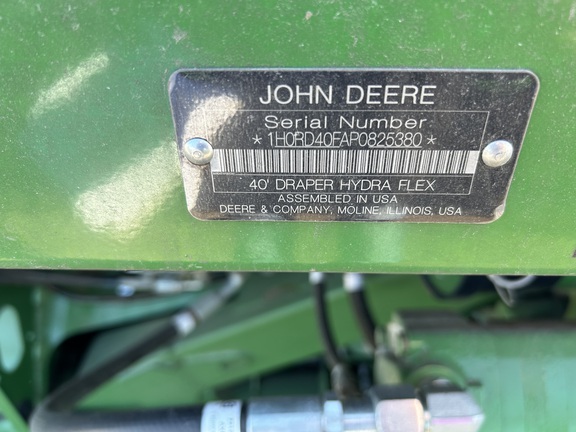 JOHN DEERE
Serial Number
* 1H0RD40FAP0825380 *
40' DRAPER HYDRA FLEX
ASSEMBLED IN USA
DEERE & COMPANY, MOLINE, ILLINOIS, USA